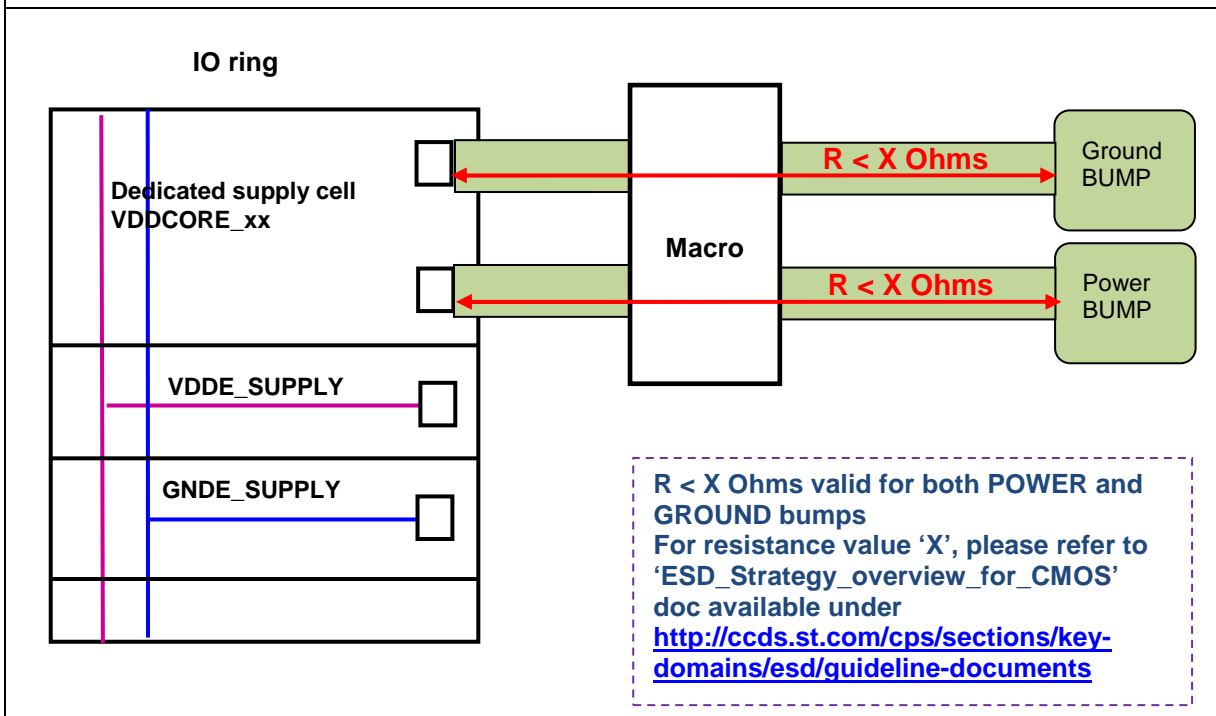 IO ring
Dedicated supply cell
VDDCORE_xx
R < X Ohms
Ground
BUMP
Macro
R < X Ohms
Power
BUMP
VDDE_SUPPLY
GNDE_SUPPLY
R < X Ohms valid for both POWER and
GROUND bumps
For resistance value ‘X’, please refer to
‘ESD_Strategy_overview_for_CMOS’
doc available under
http://ccds.st.com/cps/sections/key-
domains/esd/guideline-documents